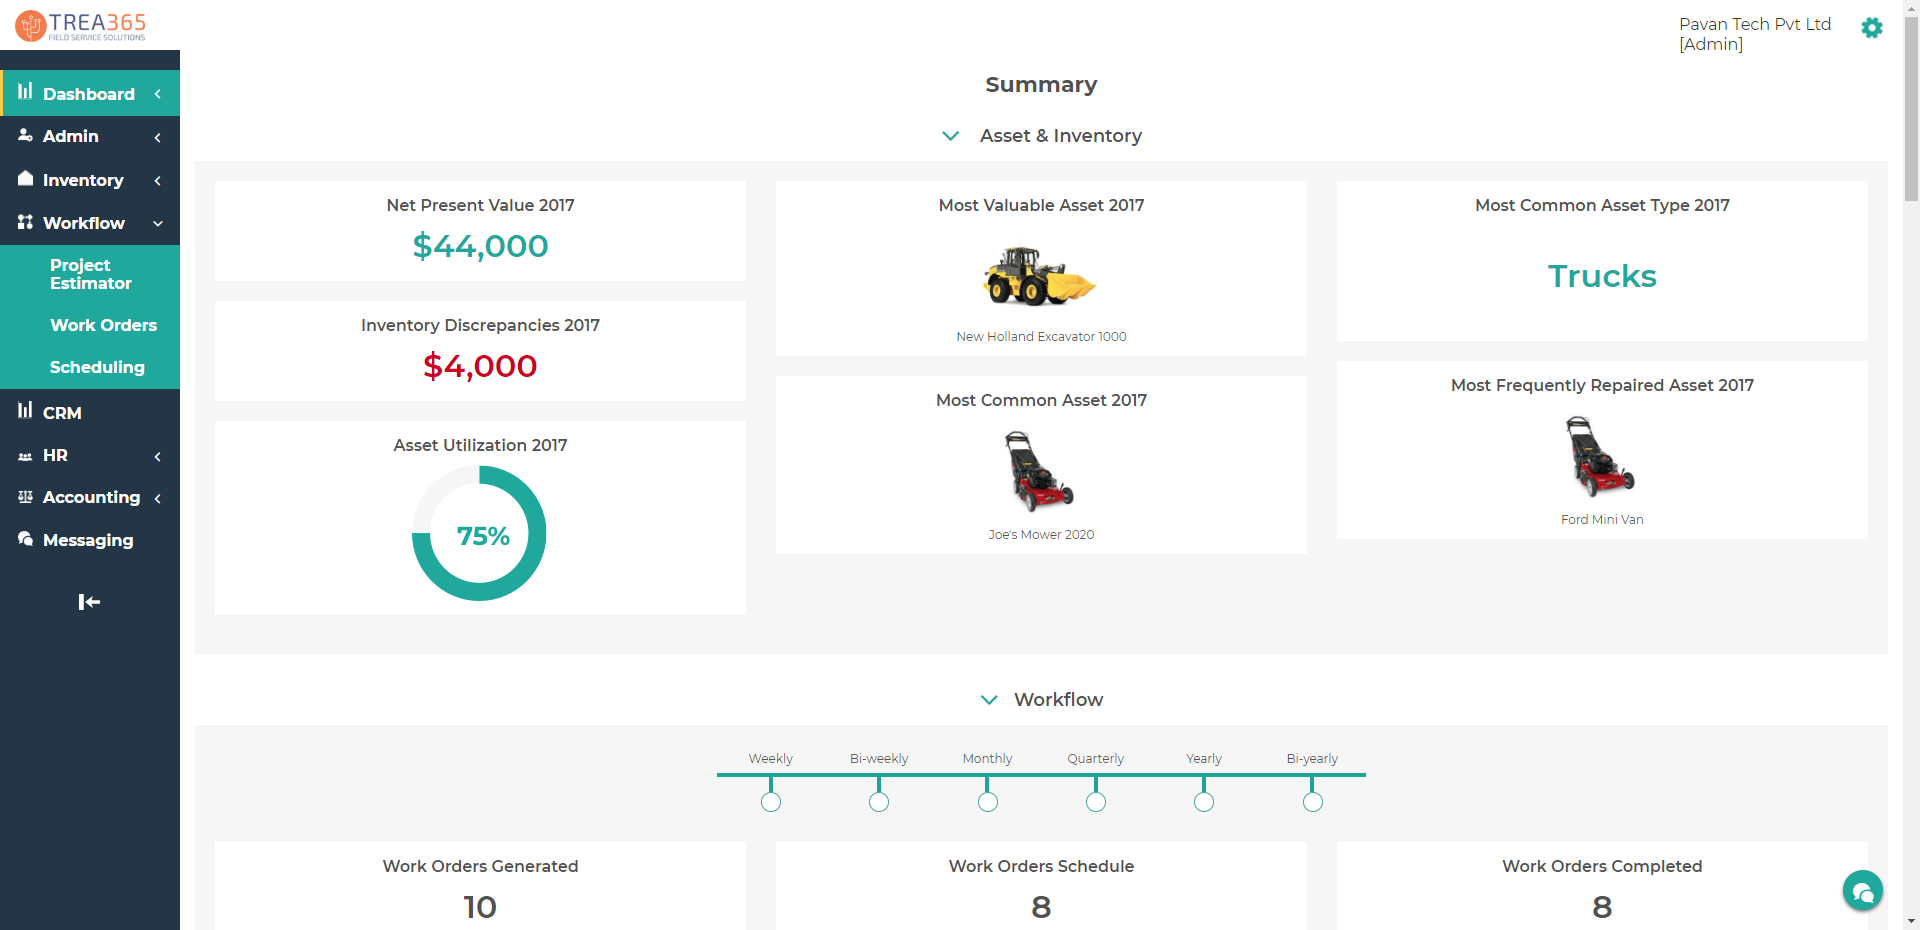 TREA365
FIELD SERVICE SOLUTIONS
Pavan Tech Pvt Ltd
[Admin]
Dashboard
Admin
Inventory
Workflow
Project
Estimator
Work Orders
Scheduling
CRM
HR
Accounting
Messaging
Summary
Asset & Inventory
Net Present Value 2017
$44,000
Inventory Discrepancies 2017
$4,000
Asset Utilization 2017
75%
Most Valuable Asset 2017
New Holland Excavator 1000
Most Common Asset 2017
Joe's Mower 2020
Most Common Asset Type 2017
Trucks
Most Frequently Repaired Asset 2017
Ford Mini Van
Workflow
Weekly
Bi-weekly
Monthly
Quarterly
Yearly
Bi-yearly
Work Orders Generated
10
Work Orders Schedule
8
Work Orders Completed
8